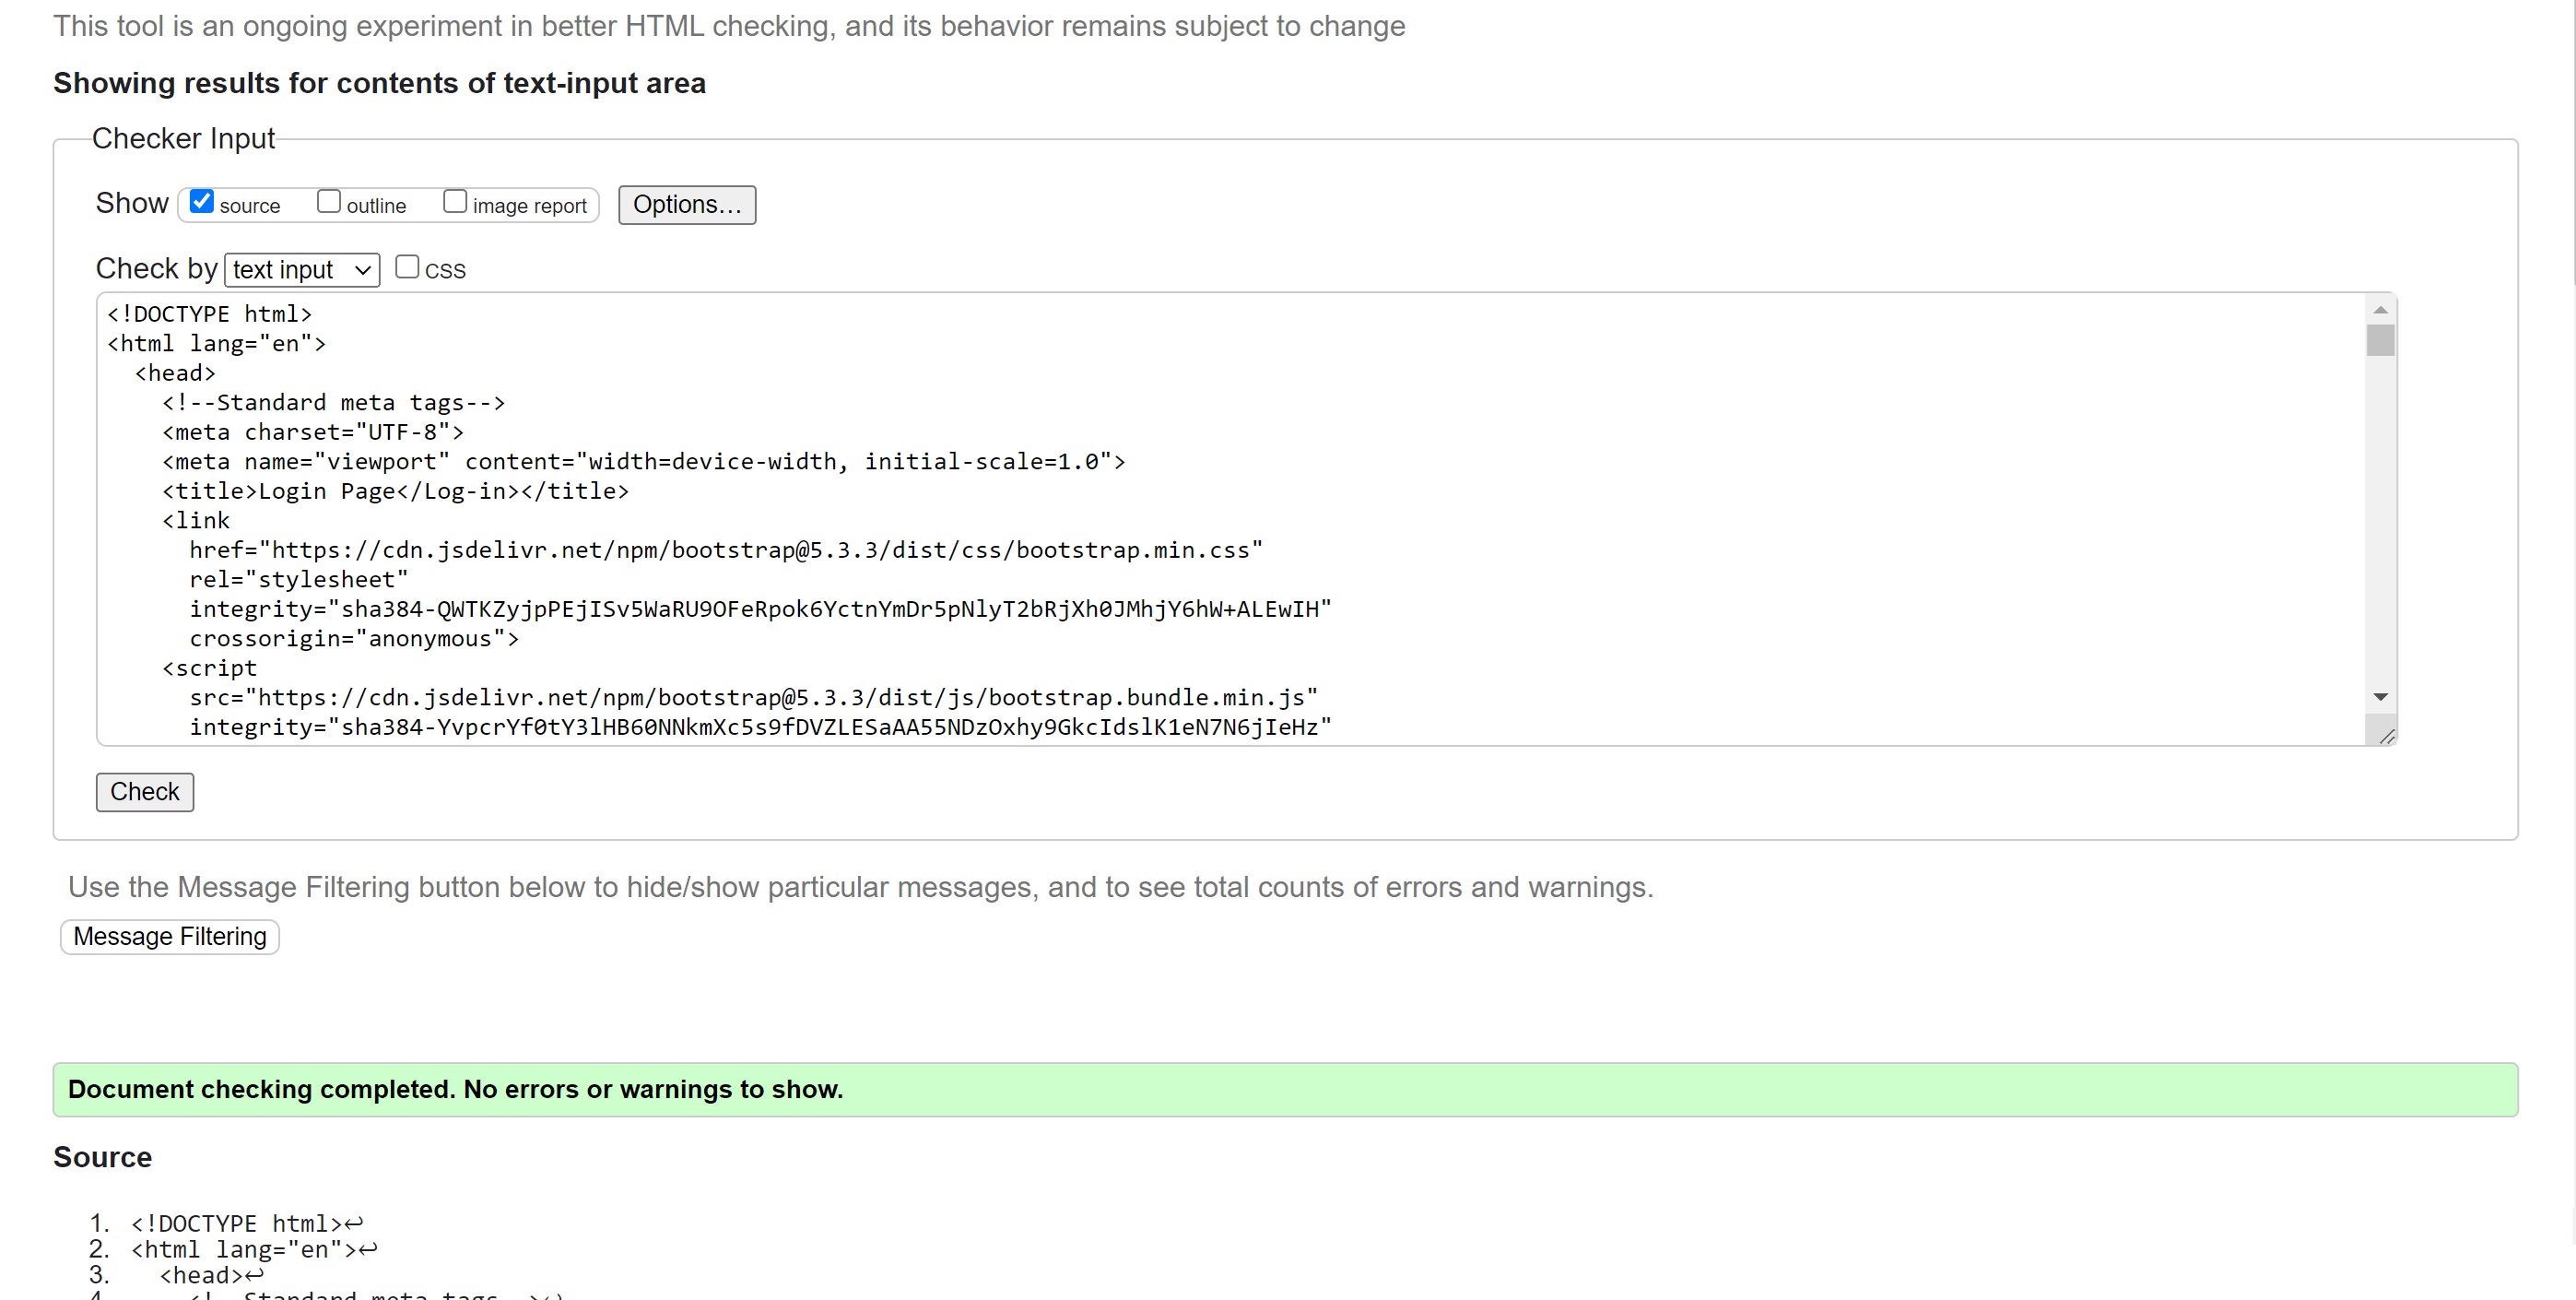 This tool is an ongoing experiment in better HTML checking, and its behavior remains subject to change
Showing results for contents of text-input area
Checker Input
Show source outline image report Options...
Check by text input CSS
<!DOCTYPE html>
<html lang="en">
<head>
<!--Standard meta tags-->
<meta charset="UTF-8">
<meta name="viewport" content="width=device-width, initial-scale=1.0">
<title>Login Page</Log-in></title>
<link
href="https://cdn.jsdelivr.net/npm/bootstrap@5.3.3/dist/css/bootstrap.min.css"
rel="stylesheet"
integrity="sha384-QWTKZyjpPEjISv5WaRU9OFeRpok6YctnYmDr5pNlyT2bRjXh0JMhjY6hW+ALEwIH"
crossorigin="anonymous">
<script
src="https://cdn.jsdelivr.net/npm/bootstrap@5.3.3/dist/js/bootstrap.bundle.min.js"
integrity="sha384-YvpcrYf0tY3lHB60NNkmXc5s9fDVZLESaAA55NDzOxhy9GkcIdslK1eN7N6jIeHz"
Check
Use the Message Filtering button below to hide/show particular messages, and to see total counts of errors and warnings.
Message Filtering
Document checking completed. No errors or warnings to show.
Source
1. <!DOCTYPE html>↩
2. <html lang="en">↩
3. <head>↩
4. <!--Standard meta tags-->↩